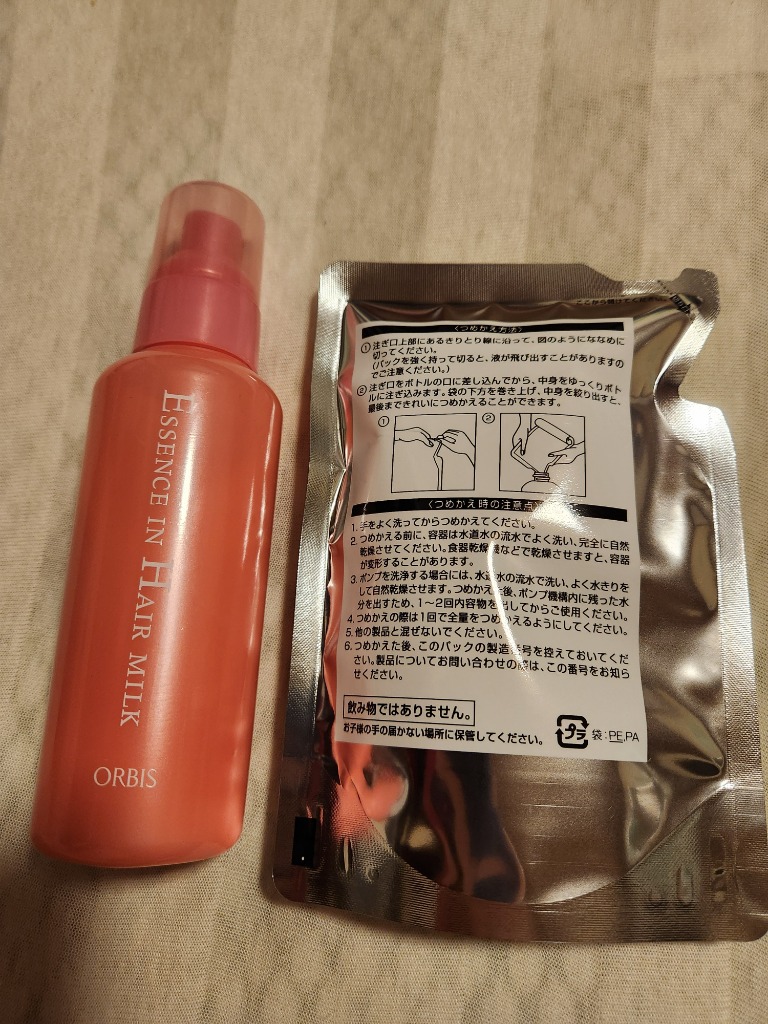 ESSENCE IN HAIR MILK
ORBIS
ここから開けてください
〈つめかえ方法〉
① 注ぎ口上部にあるきりとり線に沿って、図のようにななめに
切ってください。
(パックを強く持って切ると、液が飛び出すことがありますの
でご注意ください。)
② 注ぎ口をボトルの口に差し込んでから、中身をゆっくりボト
ルに注ぎ込みます。袋の下方を巻き上げ、中身を絞り出すと、
最後まできれいにつめかえることができます。
① ②
〈つめかえ時の注意点〉
1. 手をよく洗ってからつめかえてください。
2. つめかえる前に、容器は水道水の流水でよく洗い、完全に自然
乾燥させてください。食器乾燥機などで乾燥させますと、容器
が変形することがあります。
3. ポンプを洗浄する場合には、水道水の流水で洗い、よく水きりを
して自然乾燥させます。つめかえた後、ポンプ機構内に残った水
分を出すため、1〜2回内容物を出してからご使用ください。
4. つめかえの際は1回で全量をつめかえるようにしてください。
5. 他の製品と混ぜないでください。
6. つめかえた後、このパックの製造番号を控えておいてくだ
さい。製品についてお問い合わせの際は、この番号をお知ら
せください。
飲み物ではありません。
お子様の手の届かない場所に保管してください。
プラ 袋:PE,PA